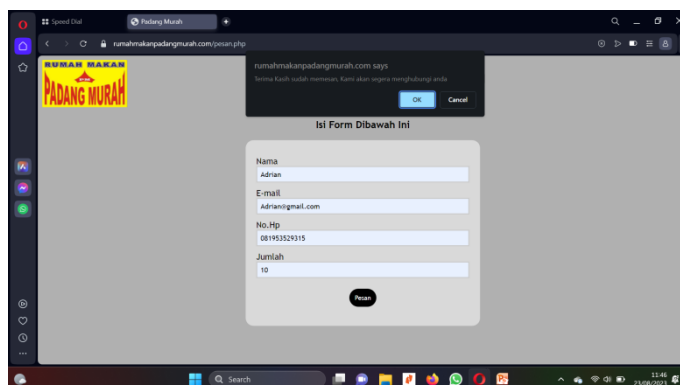 Speed Dial
Padang Murah
rumahmakanpadangmurah.com/pesan.php
RUMAH MAKAN
PADANG MURAH
rumahmakanpadangmurah.com says
Terima Kasih sudah memesan. Kami akan segera menghubungi anda
OK
Cancel
Isi Form Dibawah Ini
Nama
Adrian
E-mail
Adrian@gmail.com
No.Hp
081953529315
Jumlah
10
Pesan
Search
11.46
23/08/2023